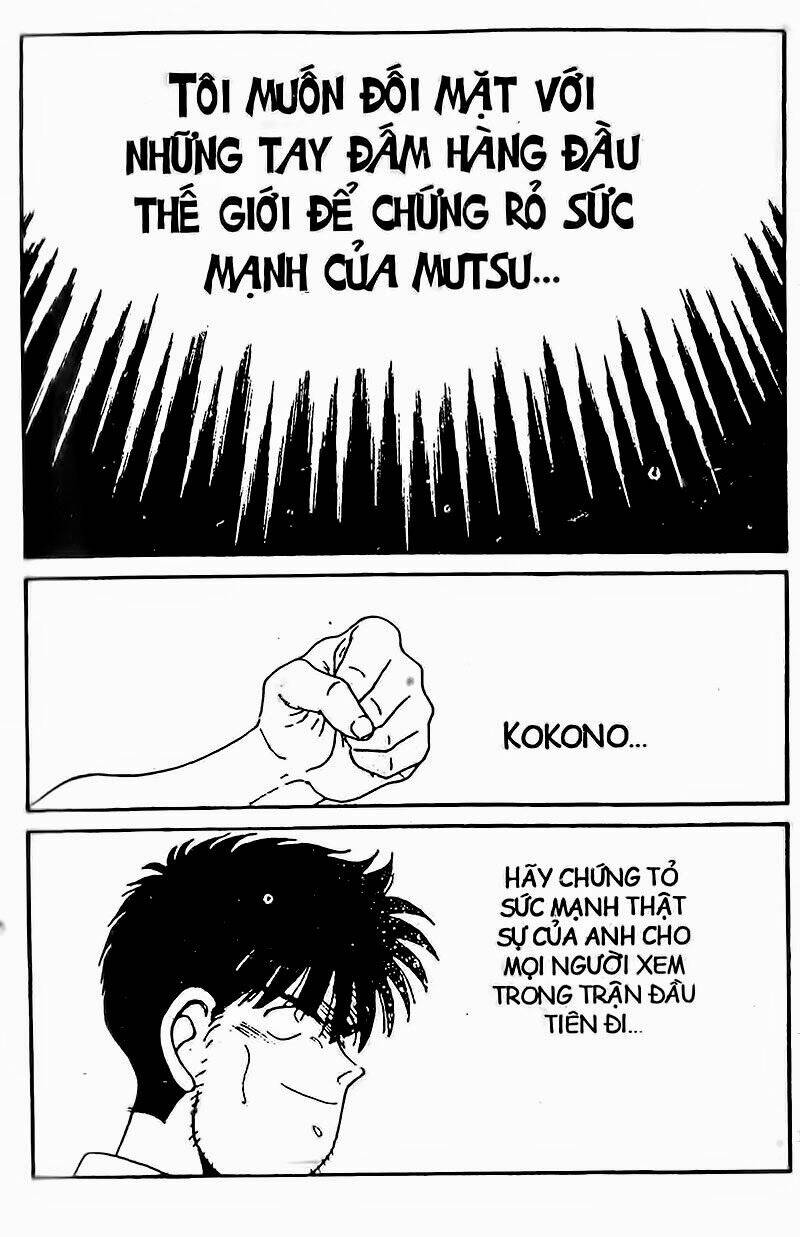 TÔI MUỐN ĐỐI MẶT VỚI
NHỮNG TAY ĐẤM HÀNG ĐẦU
THẾ GIỚI ĐỂ CHỨNG RỎ SỨC
MẠNH CỦA MUTSU...
KOKONO...
HÃY CHỨNG TỎ
SỨC MẠNH THẬT
SỰ CỦA ANH CHO
MỌI NGƯỜI XEM
TRONG TRẬN ĐẦU
TIÊN ĐI...